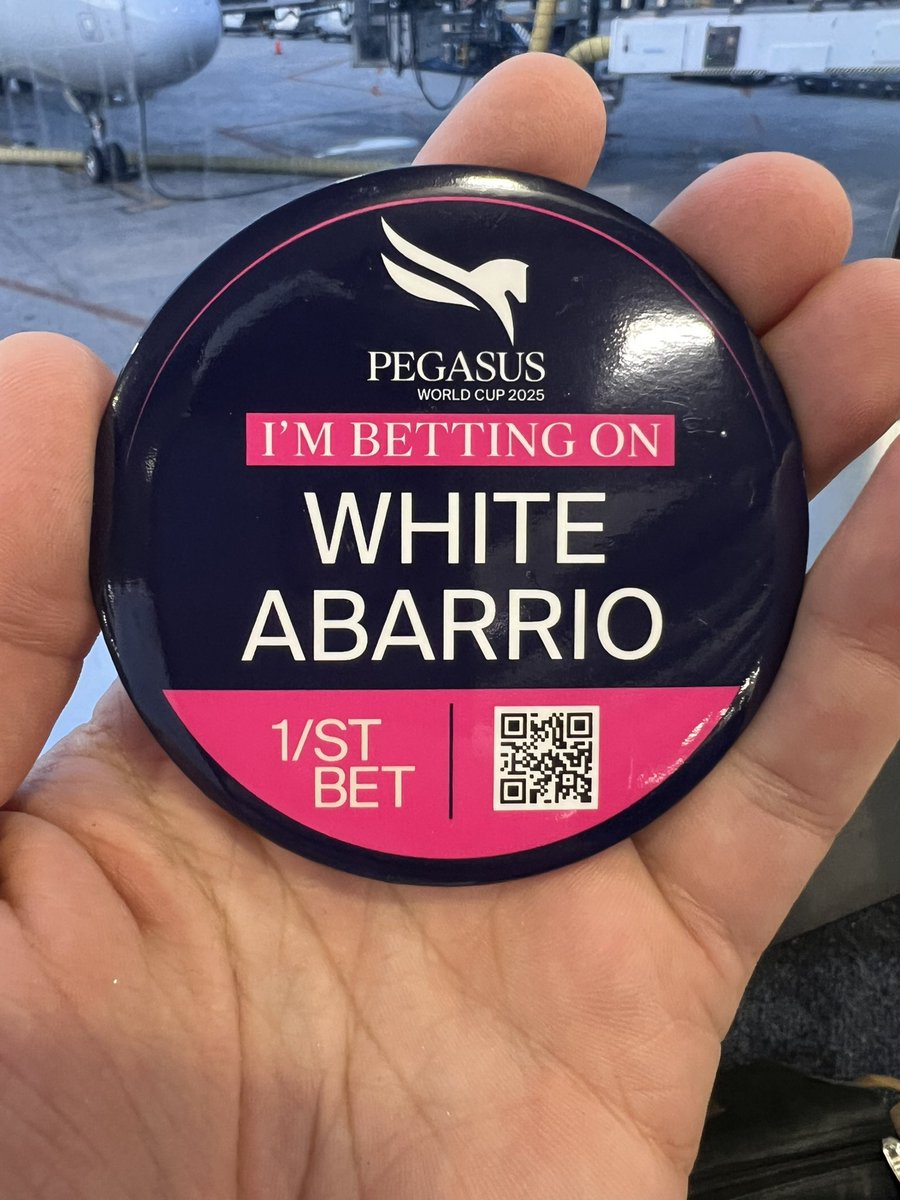 PEGASUS
WORLD CUP 2025
I'M BETTING ON
WHITE
ABARRIO
1/ST
BET